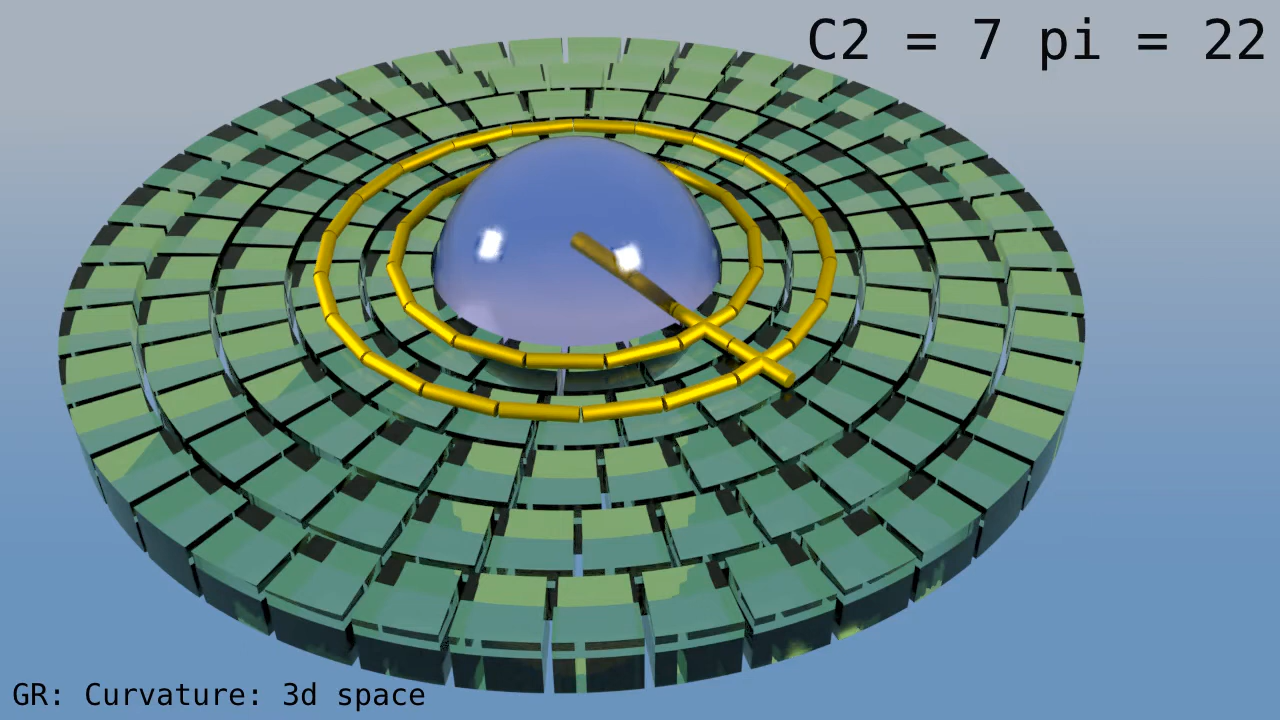 C2 = 7 pi = 22
GR: Curvature: 3d space